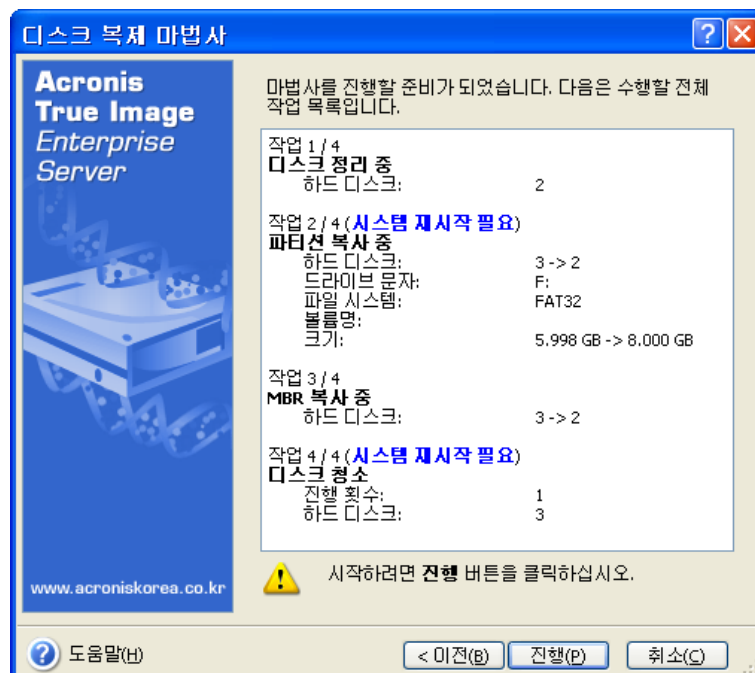 디스크 복제 마법사
Acronis
True Image
Enterprise
Server
마법사를 진행할 준비가 되었습니다. 다음은 수행할 전체
작업 목록입니다.
작업 1 / 4
디스크 정리 중
하드 디스크: 2
작업 2 / 4 (시스템 재시작 필요)
파티션 복사 중
하드 디스크: 3 -> 2
드라이브 문자: F:
파일 시스템: FAT32
볼륨명:
크기: 5.998 GB -> 8.000 GB
작업 3 / 4
MBR 복사 중
하드 디스크: 3 -> 2
작업 4 / 4 (시스템 재시작 필요)
디스크 청소
진행 횟수: 1
하드 디스크: 3
시작하려면 진행 버튼을 클릭하십시오.
www.acroniskorea.co.kr
도움말(H)
< 이전(B) 진행(P) 취소(C)